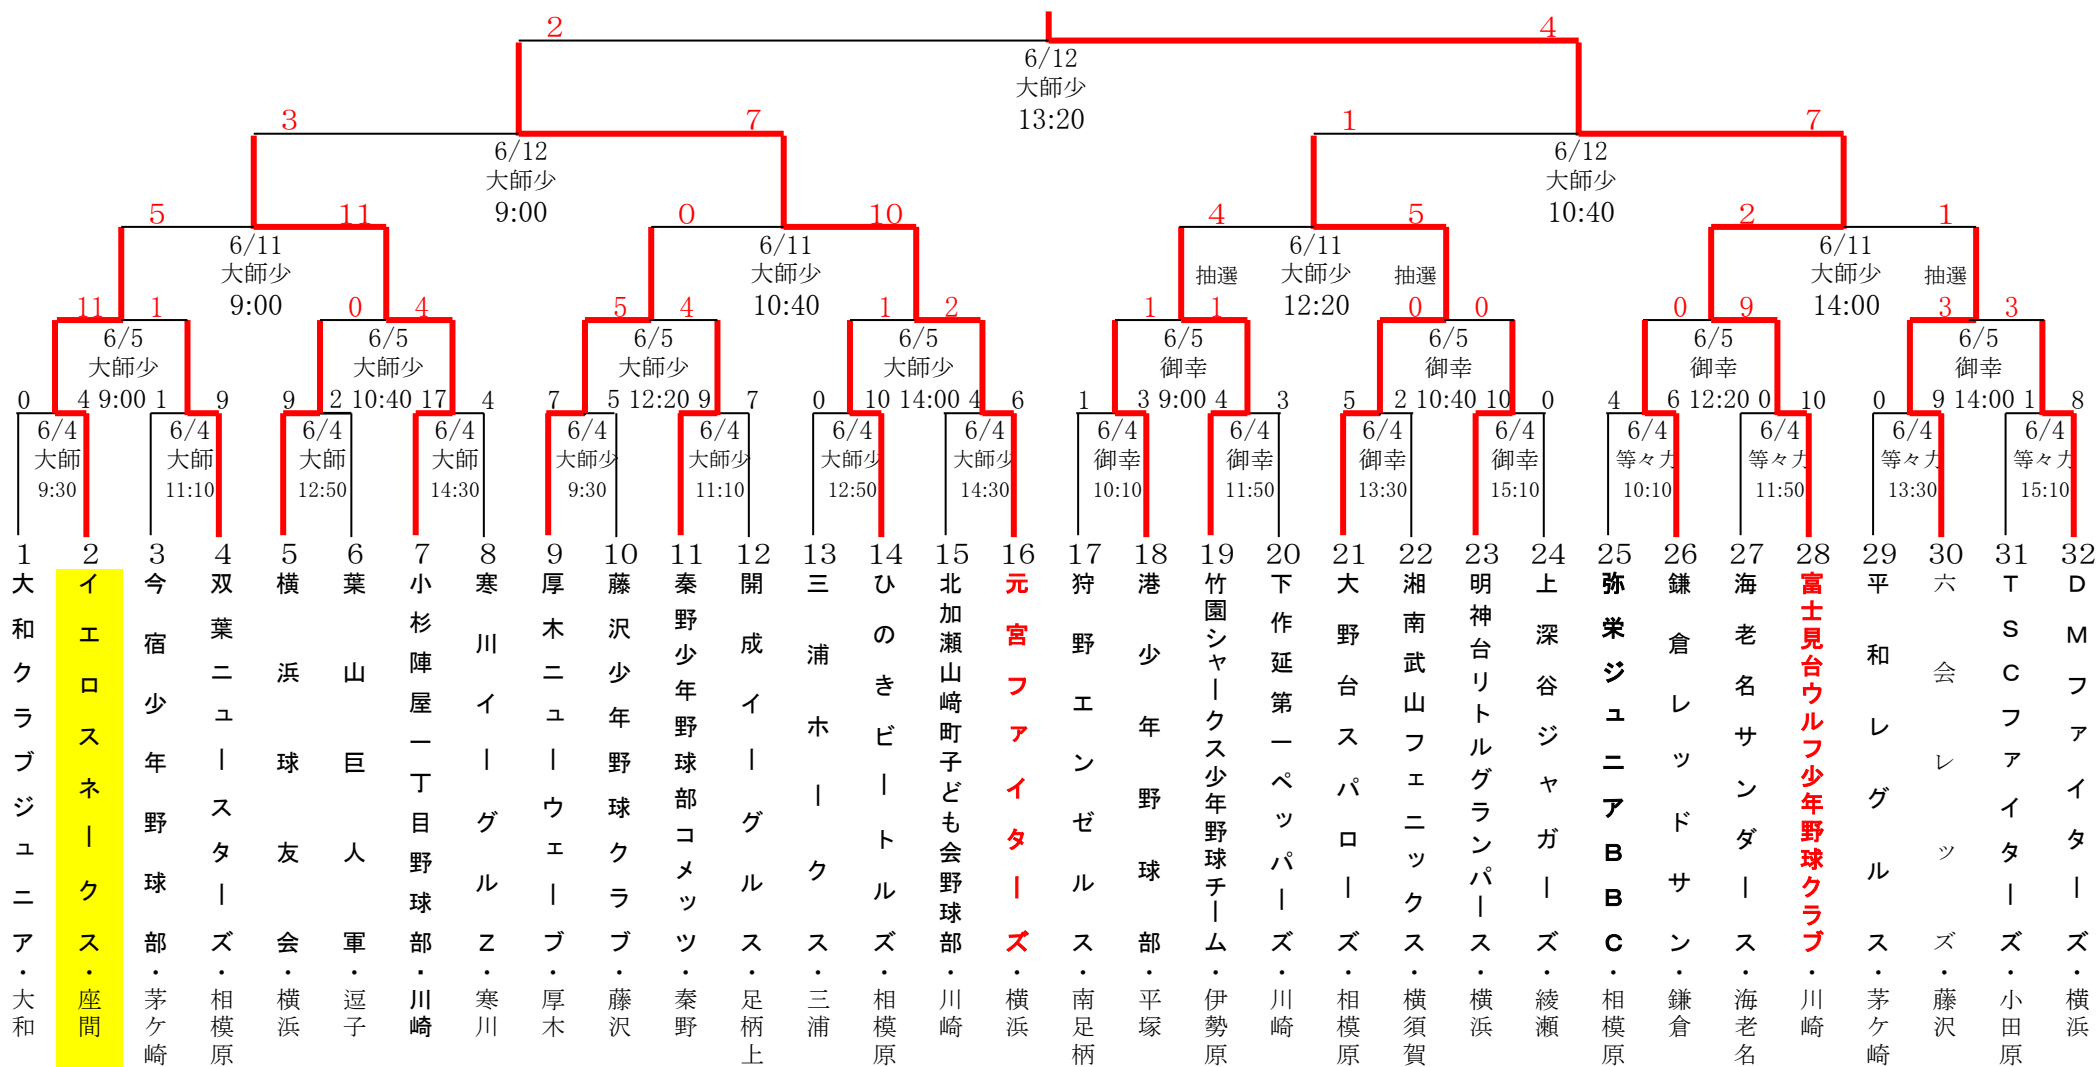 2 4
6/12
大師少
13:20
3 7 1 7
6/12 6/12
大師少 大師少
9:00 10:40
5 11 0 10 4 5 2 1
6/11 6/11 6/11 6/11
大師少 大師少 抽選 大師少 抽選 大師少 抽選
9:00 10:40 12:20 14:00
11 1 0 4 5 4 1 2 1 1 0 0 0 9 3 3
6/5 6/5 6/5 6/5 6/5 6/5 6/5 6/5
大師少 大師少 大師少 大師少 御幸 御幸 御幸 御幸
0 4 9:00 1 9 9 2 10:40 17 4 7 5 12:20 9 7 0 10 14:00 4 6 1 3 9:00 4 3 5 2 10:40 10 0 4 6 12:20 0 10 0 9 14:00 1 8
6/4 6/4 6/4 6/4 6/4 6/4 6/4 6/4 6/4 6/4 6/4 6/4 6/4 6/4 6/4 6/4
大師 大師 大師 大師 大師少 大師少 大師少 大師少 御幸 御幸 御幸 御幸 等々力 等々力 等々力 等々力
9:30 11:10 12:50 14:30 9:30 11:10 12:50 14:30 10:10 11:50 13:30 15:10 10:10 11:50 13:30 15:10
1 2 3 4 5 6 7 8 9 10 11 12 13 14 15 16 17 18 19 20 21 22 23 24 25 26 27 28 29 30 31 32
大和クラブジュニア・大和
イエロスネークス・座間
今宿少年野球部・茅ケ崎
双葉ニュースターズ・相模原
横浜球友会・横浜
葉山巨人軍・逗子
小杉陣屋一丁目野球部・川崎
寒川イーグルZ・寒川
厚木ニューウェーブ・厚木
藤沢少年野球クラブ・藤沢
秦野少年野球部コメッツ・秦野
開成イーグルス・足柄上
三浦ホークス・三浦
ひのきビートルズ・相模原
北加瀬山﨑町子ども会野球部・川崎
元宮ファイターズ・横浜
狩野エンゼルス・南足柄
港少年野球部・平塚
竹園シャークス少年野球チーム・伊勢原
下作延第一ペッパーズ・川崎
大野台スパローズ・相模原
湘南武山フェニックス・横須賀
明神台リトルグランパース・横浜
上深谷ジャガーズ・綾瀬
弥栄ジュニアBBC・相模原
鎌倉レッドサン・鎌倉
海老名サンダース・海老名
富士見台ウルフ少年野球クラブ・川崎
平和レグルス・茅ケ崎
六会レッズ・藤沢
TSCファイターズ・小田原
DMファイターズ・横浜